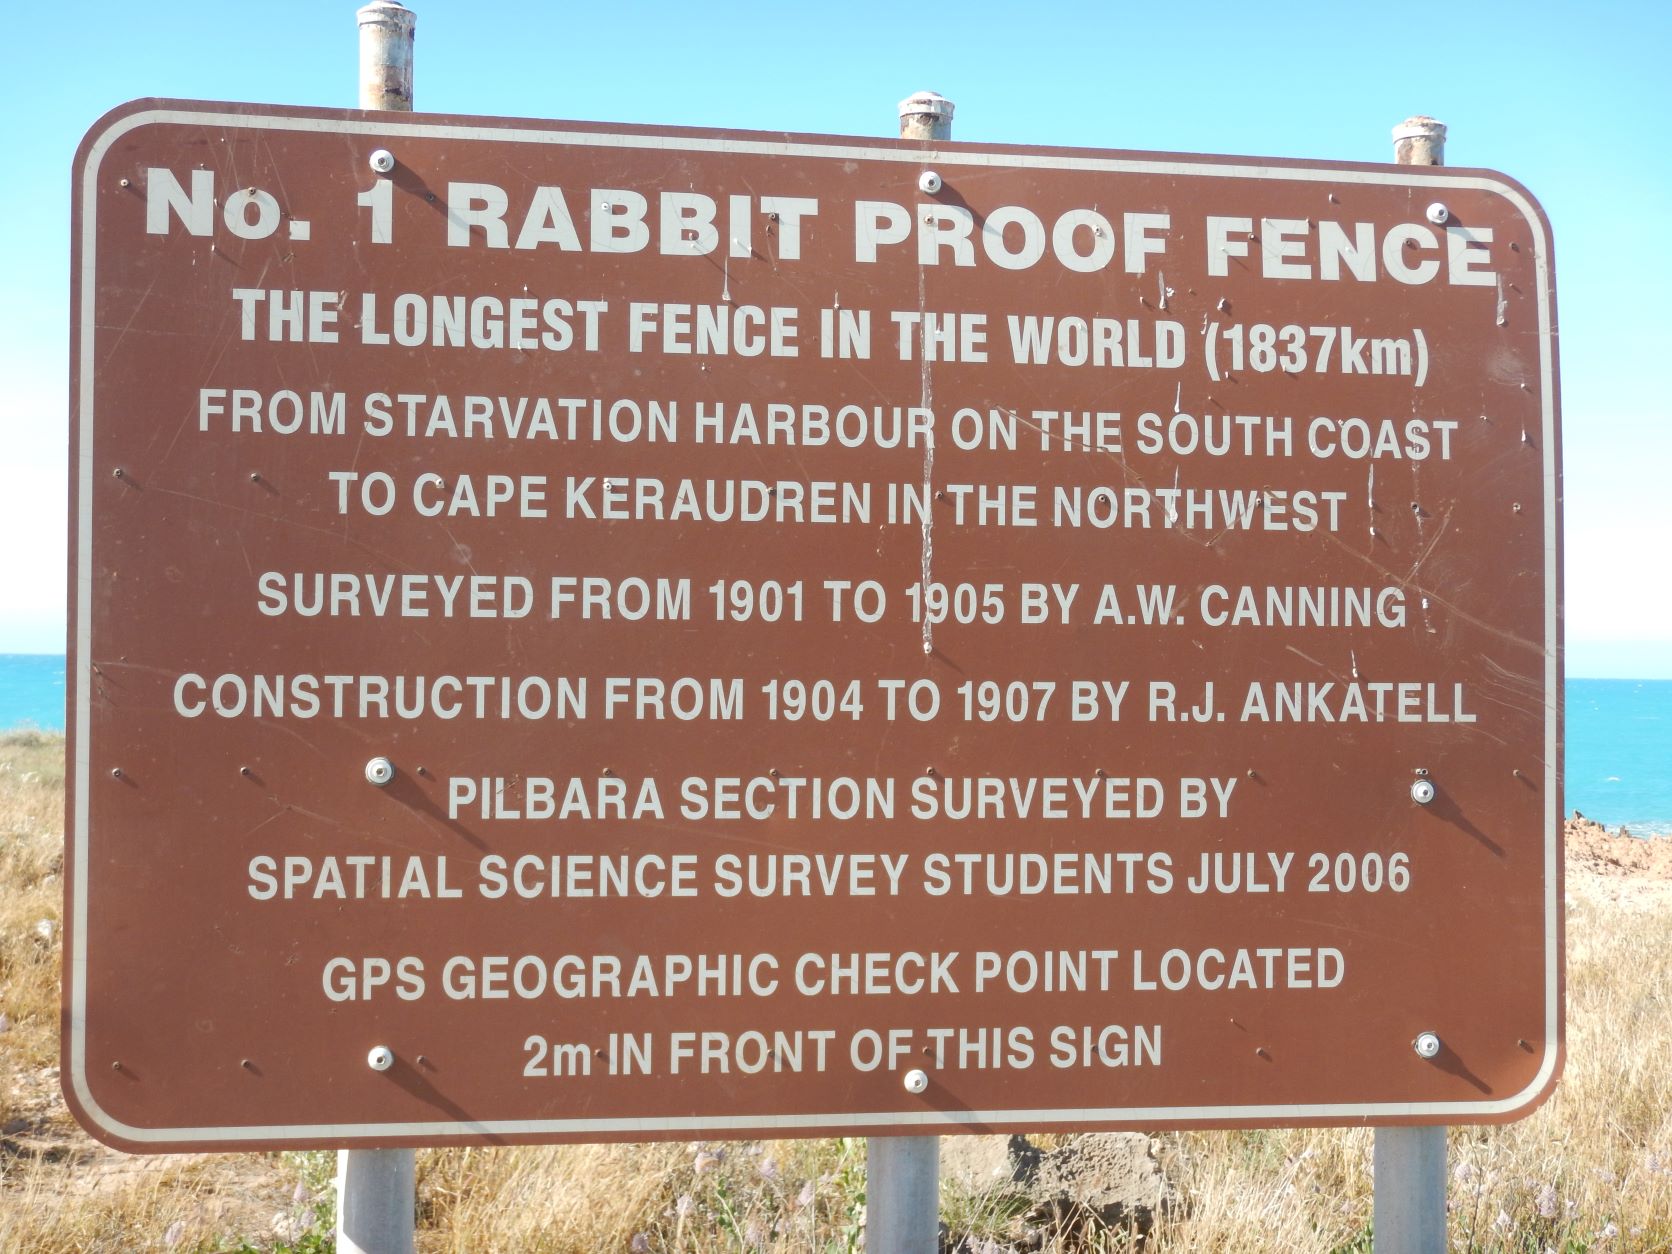 No. 1 RABBIT PROOF FENCE
THE LONGEST FENCE IN THE WORLD (1837km)
FROM STARVATION HARBOUR ON THE SOUTH COAST
TO CAPE KERAUDREN IN THE NORTHWEST
SURVEYED FROM 1901 TO 1905 BY A.W. CANNING
CONSTRUCTION FROM 1904 TO 1907 BY R.J. ANKATELL
PILBARA SECTION SURVEYED BY
SPATIAL SCIENCE SURVEY STUDENTS JULY 2006
GPS GEOGRAPHIC CHECK POINT LOCATED
2m IN FRONT OF THIS SIGN